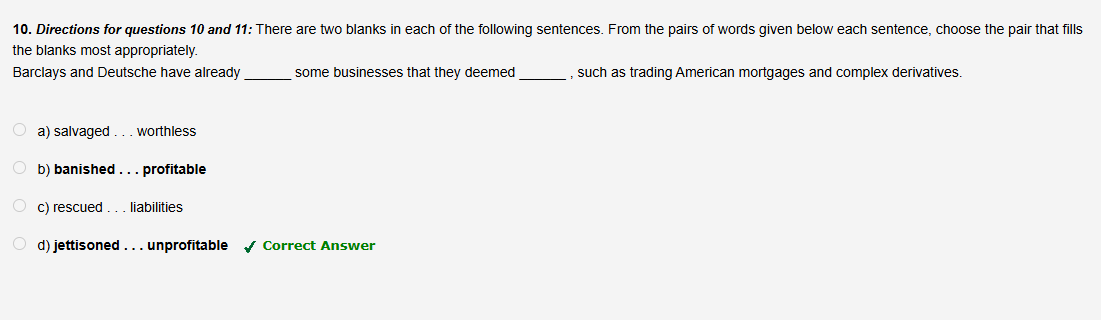 10. Directions for questions 10 and 11: There are two blanks in each of the following sentences. From the pairs of words given below each sentence, choose the pair that fills
the blanks most appropriately.
Barclays and Deutsche have already ______ some businesses that they deemed ______ , such as trading American mortgages and complex derivatives.
a) salvaged . . . worthless
b) banished . . . profitable
c) rescued . . . liabilities
d) jettisoned . . . unprofitable ✓ Correct Answer